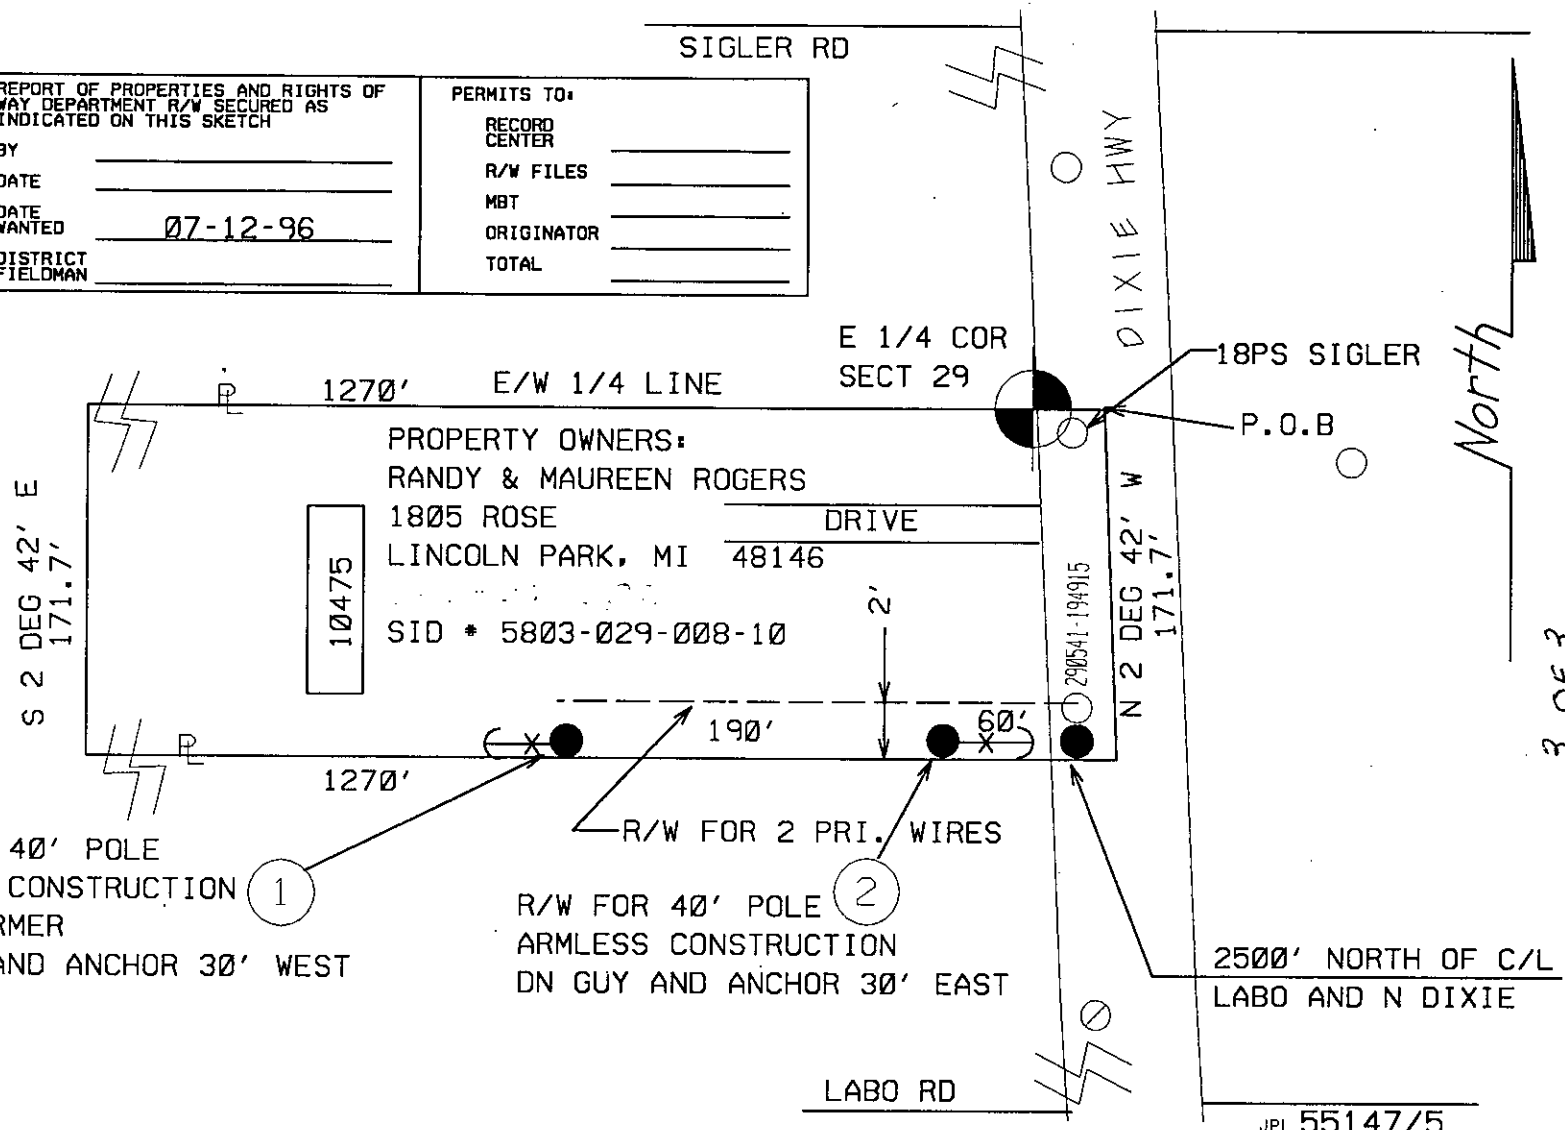 SIGLER RD
REPORT OF PROPERTIES AND RIGHTS OF
WAY DEPARTMENT R/W SECURED AS
INDICATED ON THIS SKETCH
BY
DATE
DATE
WANTED 07-12-96
DISTRICT
FIELDMAN
PERMITS TO:
RECORD
CENTER
R/W FILES
MBT
ORIGINATOR
TOTAL
DIXIE HWY
North
E 1/4 COR
SECT 29
18PS SIGLER
P.O.B
1270'
E/W 1/4 LINE
PROPERTY OWNERS:
RANDY & MAUREEN ROGERS
1805 ROSE
LINCOLN PARK, MI 48146
SID * 5803-029-008-10
DRIVE
10475
S 2 DEG 42' E
171.7'
N 2 DEG 42' W
171.7'
290541-194915
2'
190'
60'
PL
PL
1270'
R/W FOR 2 PRI. WIRES
40' POLE
CONSTRUCTION
RMER
AND ANCHOR 30' WEST
1
R/W FOR 40' POLE
ARMLESS CONSTRUCTION
DN GUY AND ANCHOR 30' EAST
2
2500' NORTH OF C/L
LABO AND N DIXIE
LABO RD
JPL 55147/5
3 OF 3